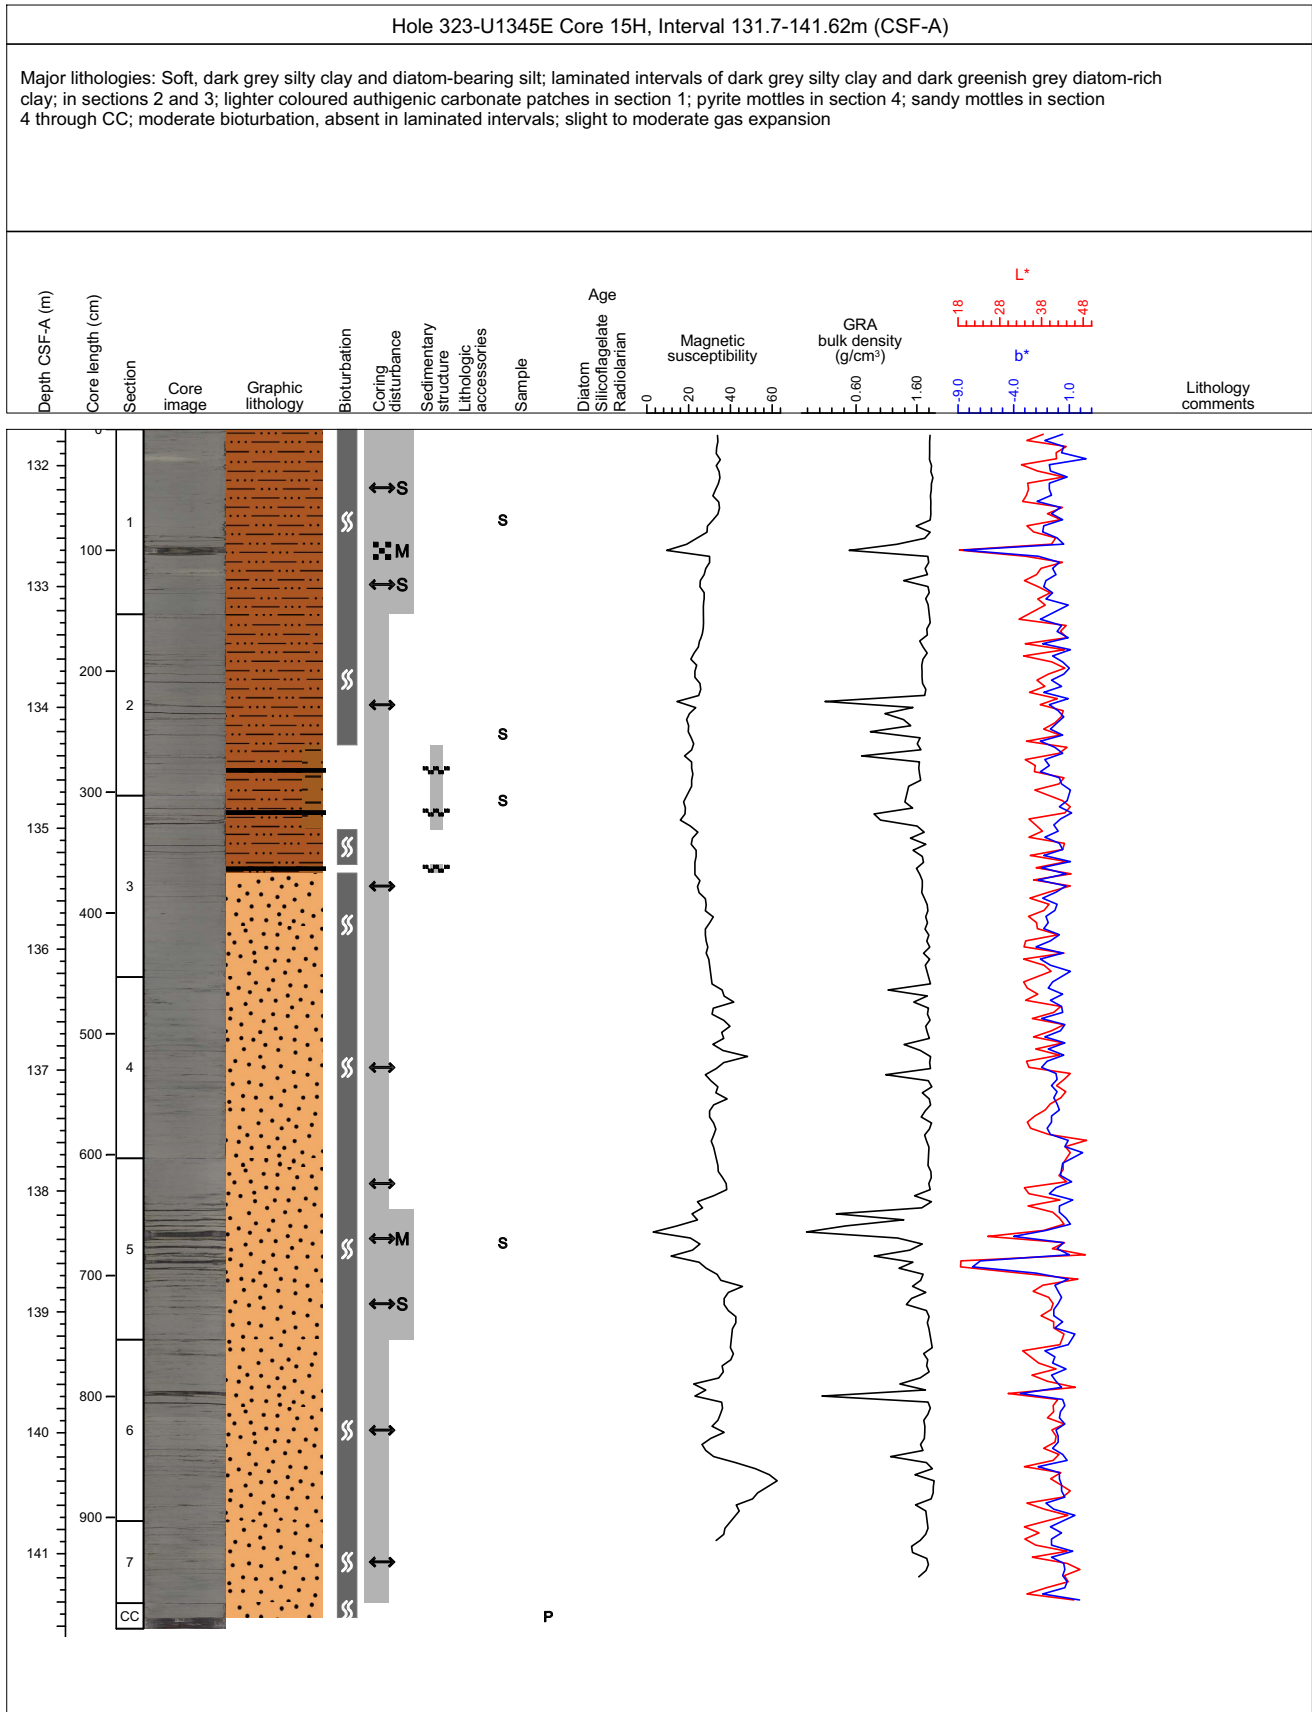 Hole 323-U1345E Core 15H, Interval 131.7-141.62m (CSF-A)
Major lithologies: Soft, dark grey silty clay and diatom-bearing silt; laminated intervals of dark grey silty clay and dark greenish grey diatom-rich
clay; in sections 2 and 3; lighter coloured authigenic carbonate patches in section 1; pyrite mottles in section 4; sandy mottles in section
4 through CC; moderate bioturbation, absent in laminated intervals; slight to moderate gas expansion
Depth CSF-A (m)
Core length (cm)
Section
Core
image
Graphic
lithology
Bioturbation
Coring
disturbance
Sedimentary
structure
Lithologic
accessories
Sample
Age
Diatom
Silicoflagelate
Radiolarian
Magnetic
susceptibility
0 20 40 60
GRA
bulk density
(g/cm³)
0.60 1.60
L*
18 28 38 48
b*
-9.0 -4.0 1.0
Lithology
comments
0
132
S
1
S
100
M
133
S
200
134
2
S
300
S
135
3
400
136
500
137
4
600
138
M
5
S
700
S
139
800
140
6
900
141
7
CC
P